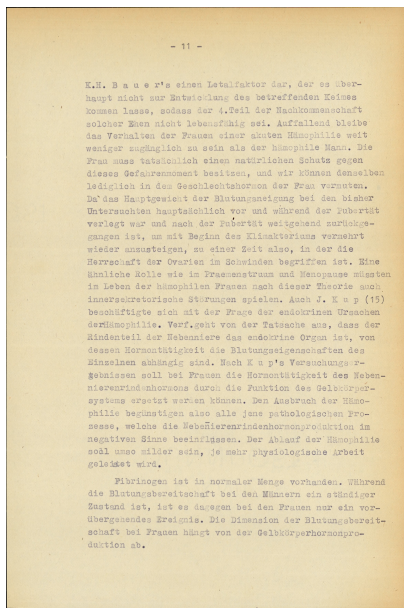 - 11 -
K.H. B a u e r's einen Letalfaktor dar, der es über-
haupt nicht zur Entwicklung des betreffenden Keimes
kommen lasse, sodass der 4.Teil der Nachkommenschaft
solcher Ehen nicht lebensfähig sei. Auffallend bleibe
das Verhalten der Frauen einer akuten Hämophilie weit
weniger zugänglich zu sein als der hämophile Mann. Die
Frau muss tatsächlich einen natürlichen Schutz gegen
dieses Gefahrenmoment besitzen, und wir können denselben
lediglich in dem Geschlechtshormon der Frau vermuten.
Da das Hauptgewicht der Blutungsneigung bei den bisher
Untersuchten hauptsächlich vor und während der Pubertät
verlegt war und nach der Pubertät weitgehend zurückge-
gangen ist, um mit Beginn des Klimakteriums vermehrt
wieder anzusteigen, zu einer Zeit also, in der die
Herrschaft der Ovarien im Schwinden begriffen ist. Eine
ähnliche Rolle wie im Praemenstruum und Menopause müssten
im Leben der hämophilen Frauen nach dieser Theorie auch
innersekretorische Störungen spielen. Auch J. K u p (15)
beschäftigte sich mit der Frage der endokrinen Ursachen
derHämophilie. Verf.geht von der Tatsache aus, dass der
Rindenteil der Nebenniere das endokrine Organ ist, von
dessen Hormontätigkeit die Blutungseigenschaften des
Einzelnen abhängig sind. Nach K u p's Versuchungser-
gebnissen soll bei Frauen die Hormontätigkeit des Neben-
nierenrindenhormons durch die Funktion des Gelbkörper-
systems ersetzt werden können. Den Ausbruch der Hämo-
philie begünstigen also alle jene pathologischen Pro-
zesse, welche die Nebennierenrindenhormonproduktion im
negativen Sinne beeinflussen. Der Ablauf der Hämophilie
soll umso milder sein, je mehr physiologische Arbeit
geleistet wird.
Fibrinogen ist in normaler Menge vorhanden. Während
die Blutungsbereitschaft bei den Männern ein ständiger
Zustand ist, ist es dagegen bei den Frauen nur ein vor-
übergehendes Ereignis. Die Dimension der Blutungsbereit-
schaft bei Frauen hängt von der Gelbkörperhormonpro-
duktion ab.